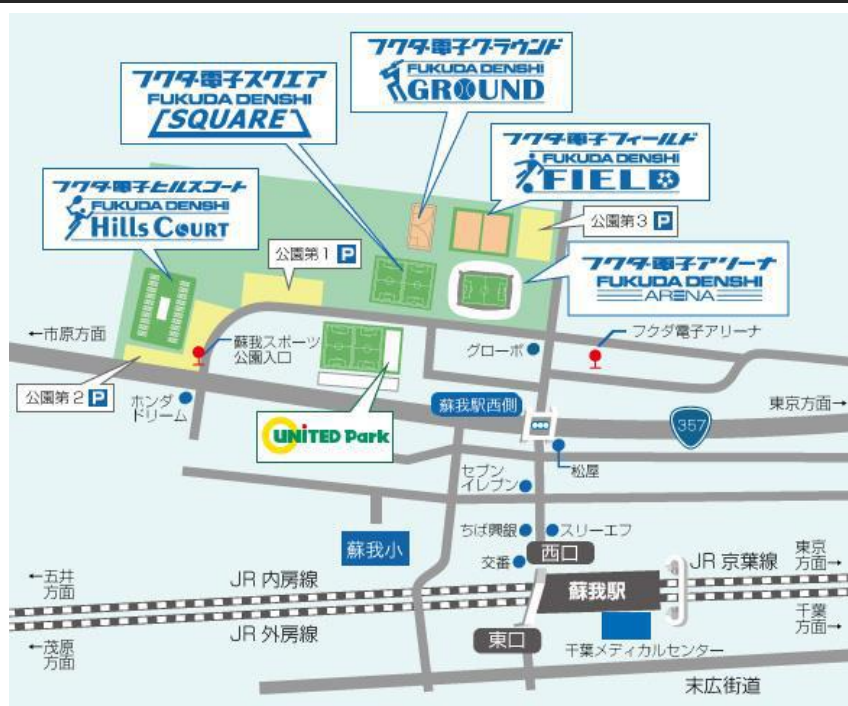 フクダ電子グラウンド
FUKUDA DENSHI
GROUND
フクダ電子スクエア
FUKUDA DENSHI
SQUARE
フクダ電子フィールド
FUKUDA DENSHI
FIELD
フクダ電子ヒルスコート
FUKUDA DENSHI
Hills COURT
公園第3 P
公園第1 P
フクダ電子アリーナ
FUKUDA DENSHI
ARENA
←市原方面
蘇我スポーツ
公園入口
グローボ
フクダ電子アリーナ
公園第2 P
ホンダ
ドリーム
蘇我駅西側
東京方面→
357
UNITED Park
松屋
セブン
イレブン
ちば興銀
スリーエフ
蘇我小
交番
西口
←五井
方面
JR 内房線
蘇我駅
JR 京葉線
東京
方面→
JR 外房線
千葉
方面→
←茂原
方面
東口
千葉メディカルセンター
末広街道